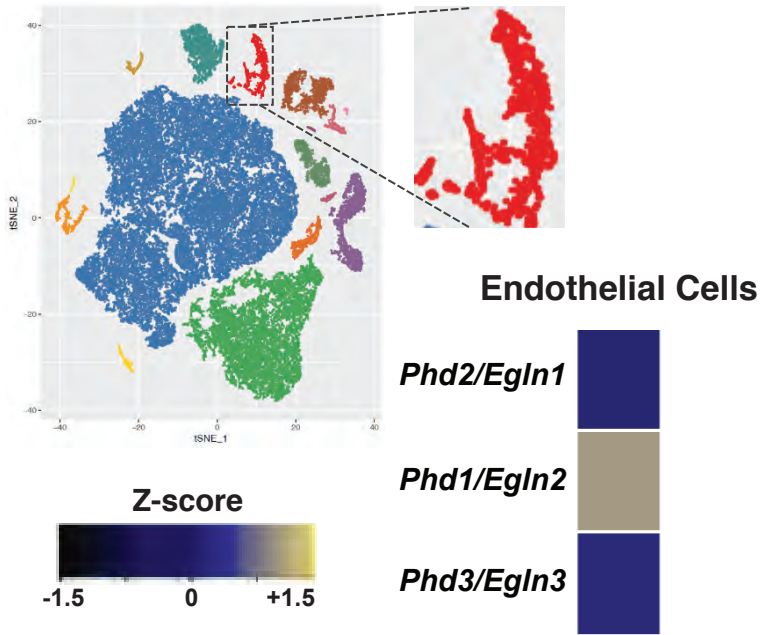 40
20
0
-20
-40
tSNE_2
-40 -20 0 20 40
tSNE_1
Endothelial Cells
Phd2/Egln1
Phd1/Egln2
Phd3/Egln3
Z-score
-1.5 0 +1.5